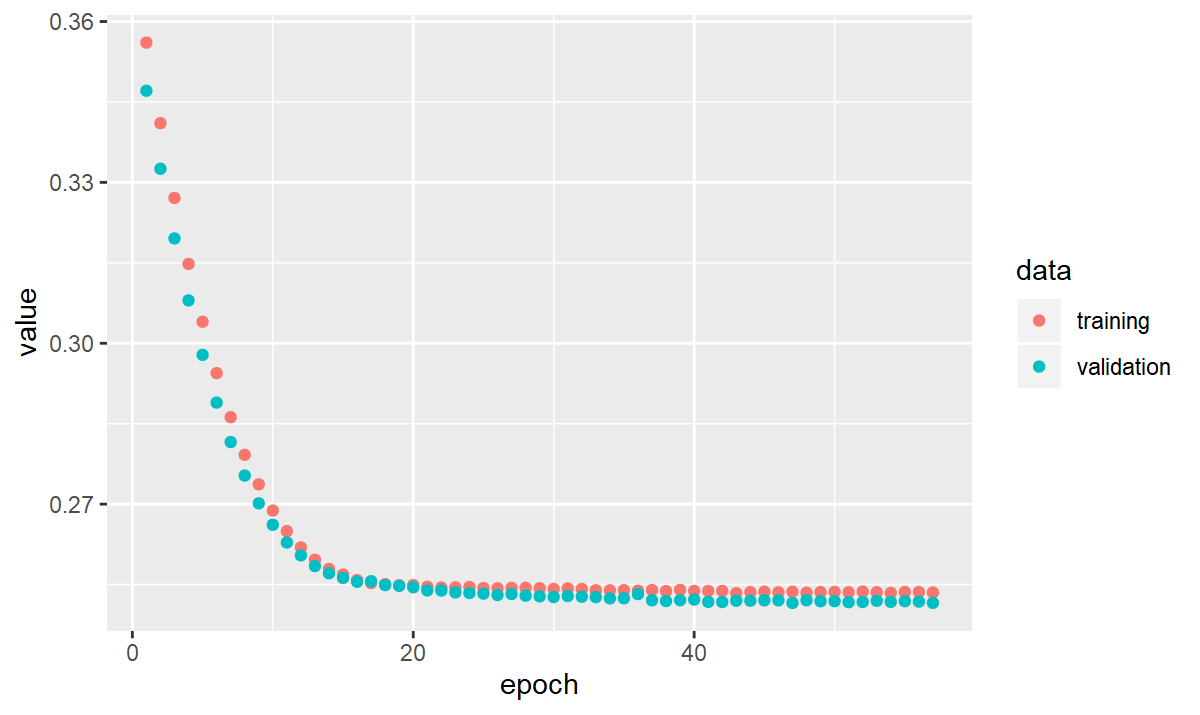 0.36
0.33
0.30
0.27
value
0
20
40
epoch
data
training
validation